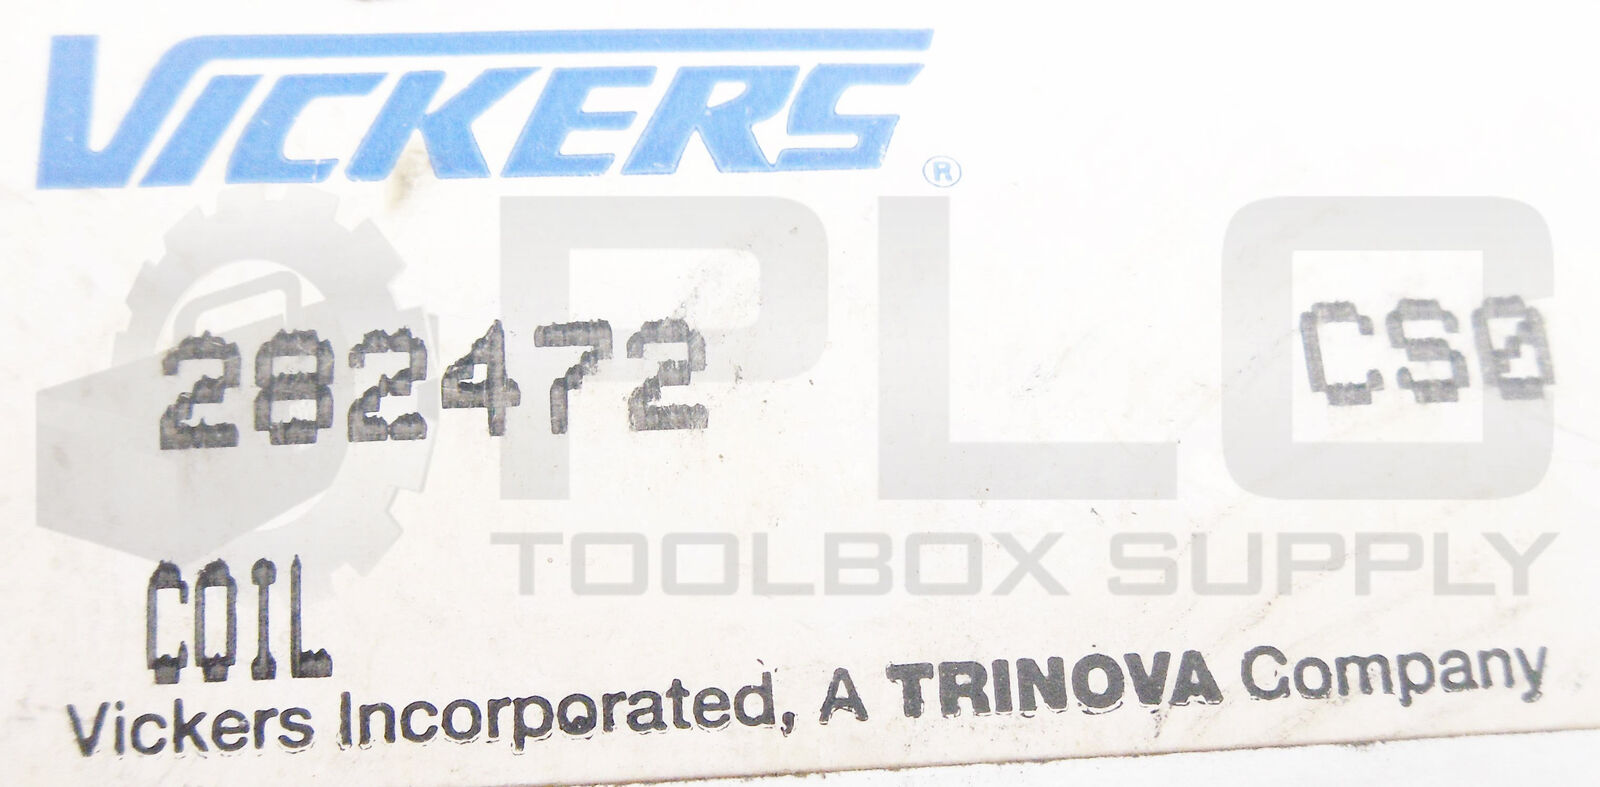 VICKERS ®
282472 CS0
PLC
TOOLBOX SUPPLY
COIL
Vickers Incorporated, A TRINOVA Company